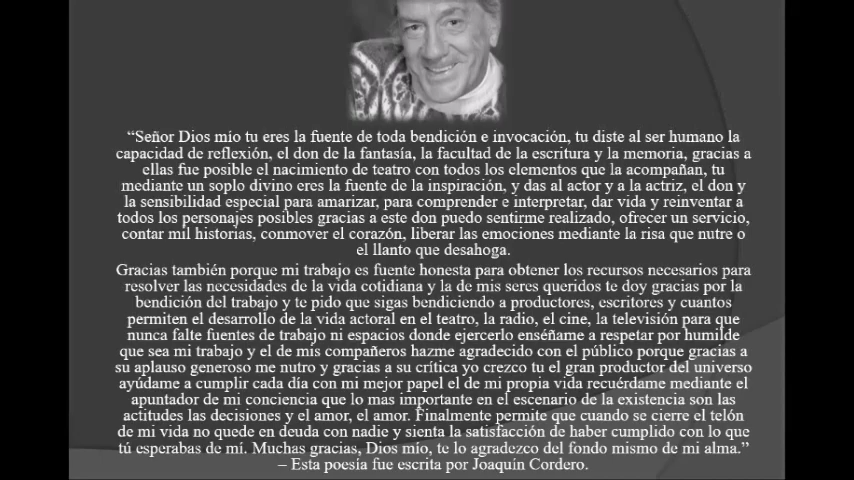 “Señor Dios mío tu eres la fuente de toda bendición e invocación, tu diste al ser humano la
capacidad de reflexión, el don de la fantasía, la facultad de la escritura y la memoria, gracias a
ellas fue posible el nacimiento de teatro con todos los elementos que la acompañan, tu
mediante un soplo divino eres la fuente de la inspiración, y das al actor y a la actriz, el don y
la sensibilidad especial para amarizar, para comprender e interpretar, dar vida y reinventar a
todos los personajes posibles gracias a este don puedo sentirme realizado, ofrecer un servicio,
contar mil historias, conmover el corazón, liberar las emociones mediante la risa que nutre o
el llanto que desahoga.
Gracias también porque mi trabajo es fuente honesta para obtener los recursos necesarios para
resolver las necesidades de la vida cotidiana y la de mis seres queridos te doy gracias por la
bendición del trabajo y te pido que sigas bendiciendo a productores, escritores y cuantos
permiten el desarrollo de la vida actoral en el teatro, la radio, el cine, la televisión para que
nunca falte fuentes de trabajo ni espacios donde ejercerlo enséñame a respetar por humilde
que sea mi trabajo y el de mis compañeros hazme agradecido con el público porque gracias a
su aplauso generoso me nutro y gracias a su crítica yo crezco tu el gran productor del universo
ayúdame a cumplir cada día con mi mejor papel el de mi propia vida recuérdame mediante el
apuntador de mi conciencia que lo mas importante en el escenario de la existencia son las
actitudes las decisiones y el amor, el amor. Finalmente permite que cuando se cierre el telón
de mi vida no quede en deuda con nadie y sienta la satisfacción de haber cumplido con lo que
tú esperabas de mí. Muchas gracias, Dios mío, te lo agradezco del fondo mismo de mi alma.”
– Esta poesía fue escrita por Joaquín Cordero.